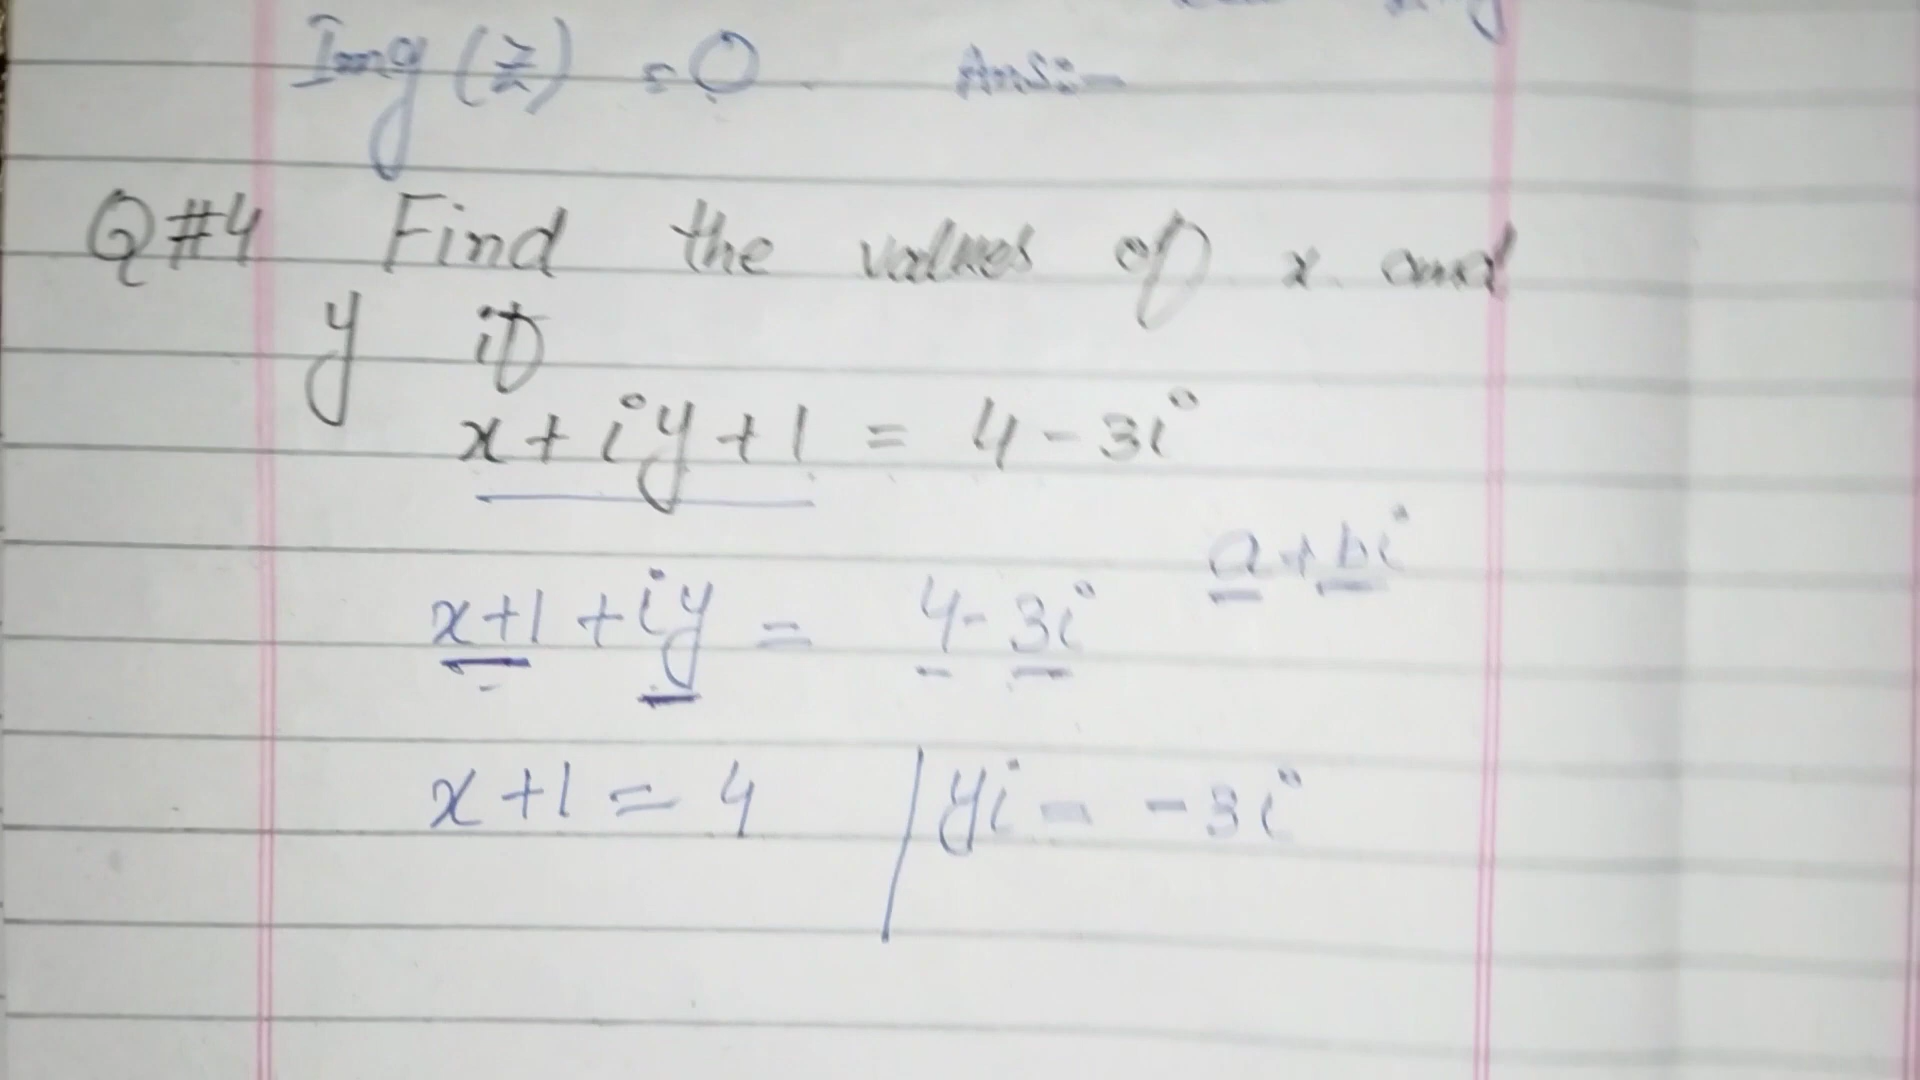 Img (z) = 0 Ans:-
Q#4 Find the values of x and
y if
x + iy + 1 = 4 - 3i
a + bi
x+1 + iy = 4 - 3i
x + 1 = 4 | yi = -3i